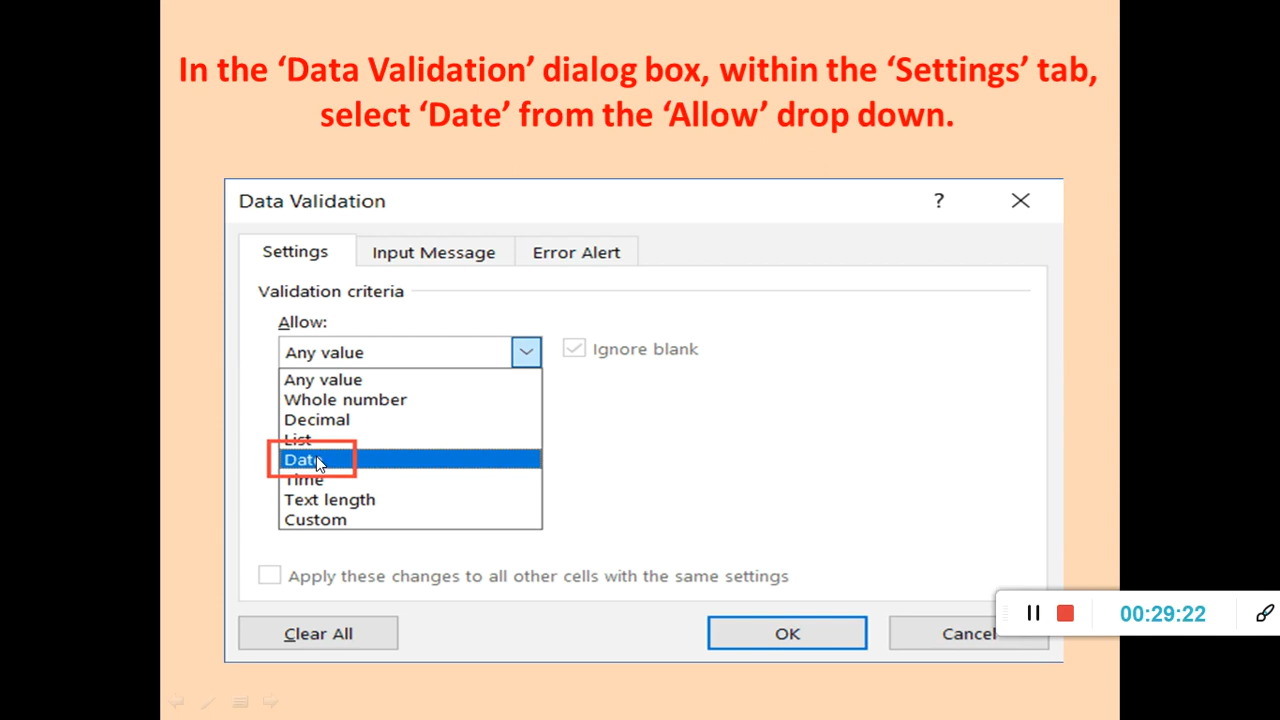 In the ‘Data Validation’ dialog box, within the ‘Settings’ tab,
select ‘Date’ from the ‘Allow’ drop down.
Data Validation ?
Settings Input Message Error Alert
Validation criteria
Allow:
Any value Ignore blank
Any value
Whole number
Decimal
List
Date
Time
Text length
Custom
Apply these changes to all other cells with the same settings
00:29:22
Clear All OK Cancel